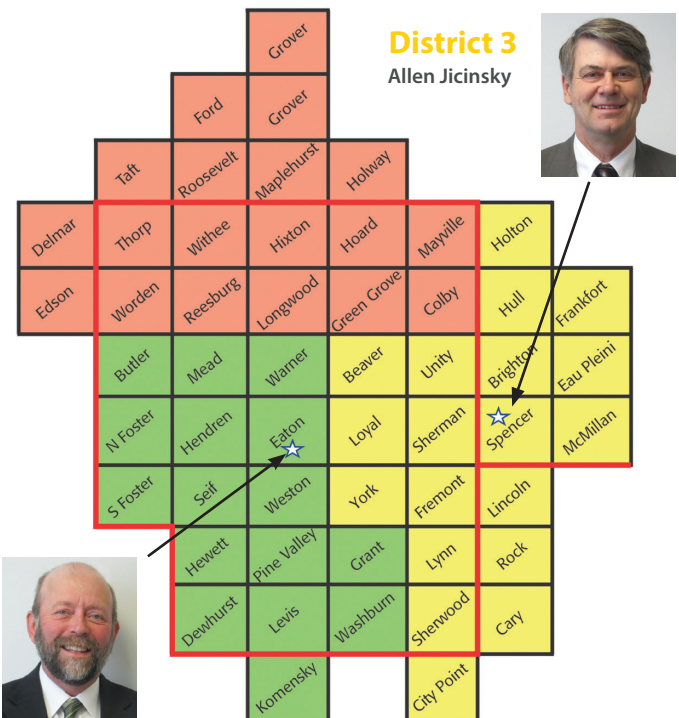 Grover
District 3
Allen Jicinsky
Ford
Grover
Taft
Roosevelt
Maplehurst
Holway
Delmar
Thorp
Withee
Hixton
Hoard
Mayville
Holton
Edson
Worden
Reesburg
Longwood
Green Grove
Colby
Hull
Frankfort
Butler
Mead
Warner
Beaver
Unity
Brighton
Eau Pleini
N Foster
Hendren
Eaton
Loyal
Sherman
Spencer
McMillan
S Foster
Seif
Weston
York
Fremont
Lincoln
Hewett
Pine Valley
Grant
Lynn
Rock
Dewhurst
Levis
Washburn
Sherwood
Cary
Komensky
City Point